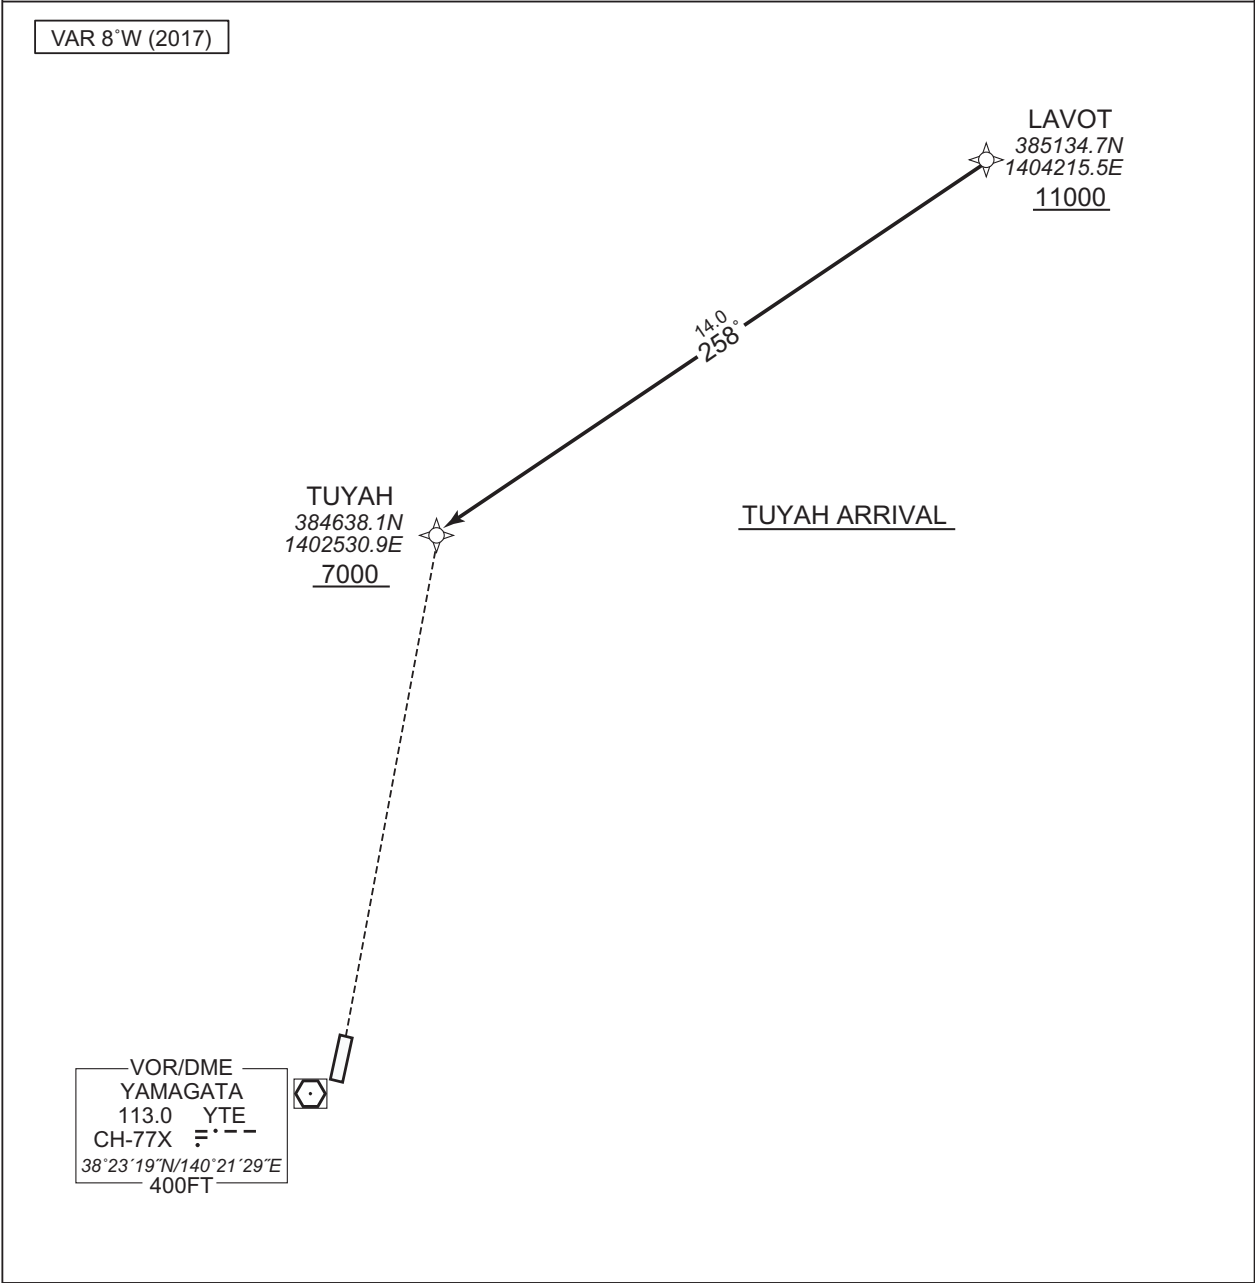 VAR 8˚W (2017)
LAVOT
385134.7N
1404215.5E
11000
14.0
258˚
TUYAH
384638.1N
1402530.9E
7000
TUYAH ARRIVAL
VOR/DME
YAMAGATA
113.0 YTE
CH-77X
38˚23´19˝N/140˚21´29˝E
400FT